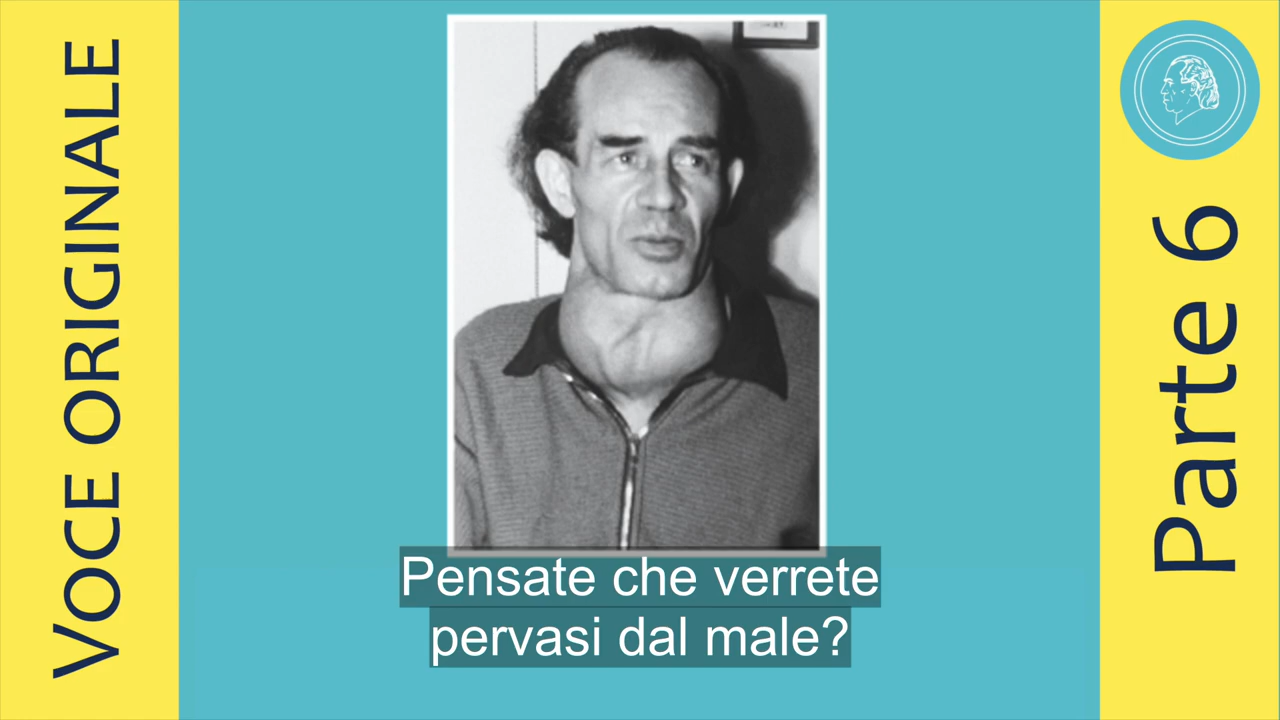 VOCE ORIGINALE
Pensate che verrete
pervasi dal male?
Parte 6